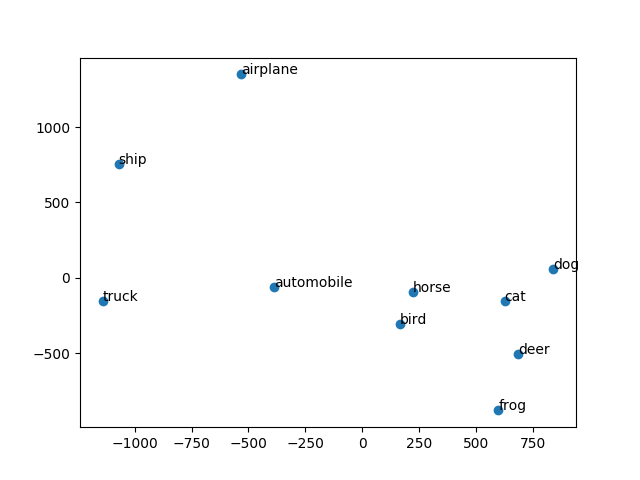 airplane
1000
ship
500
dog
0
automobile
horse
truck
cat
bird
deer
−500
frog
−1000 −750 −500 −250 0 250 500 750